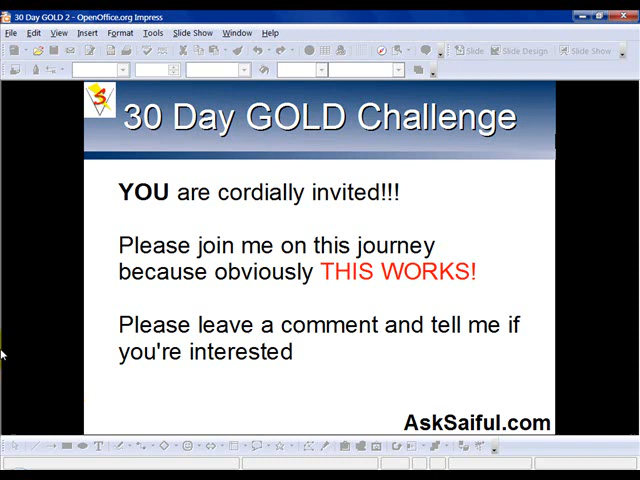 30 Day GOLD 2 - OpenOffice.org Impress
File Edit View Insert Format Tools Slide Show Window Help
Slide Slide Design Slide Show
S
30 Day GOLD Challenge
YOU are cordially invited!!!
Please join me on this journey
because obviously THIS WORKS!
Please leave a comment and tell me if
you're interested
AskSaiful.com